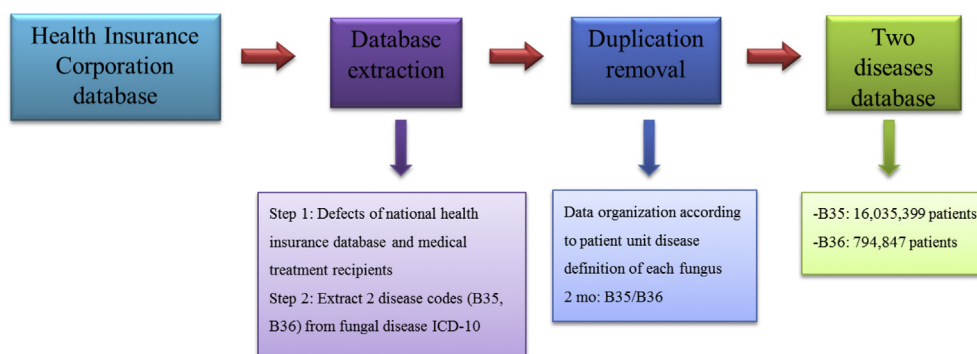 Health Insurance
Corporation
database
Database
extraction
Duplication
removal
Two
diseases
database
Step 1: Defects of national health
insurance database and medical
treatment recipients
Step 2: Extract 2 disease codes (B35,
B36) from fungal disease ICD-10
Data organization according
to patient unit disease
definition of each fungus
2 mo: B35/B36
-B35: 16,035,399 patients
-B36: 794,847 patients